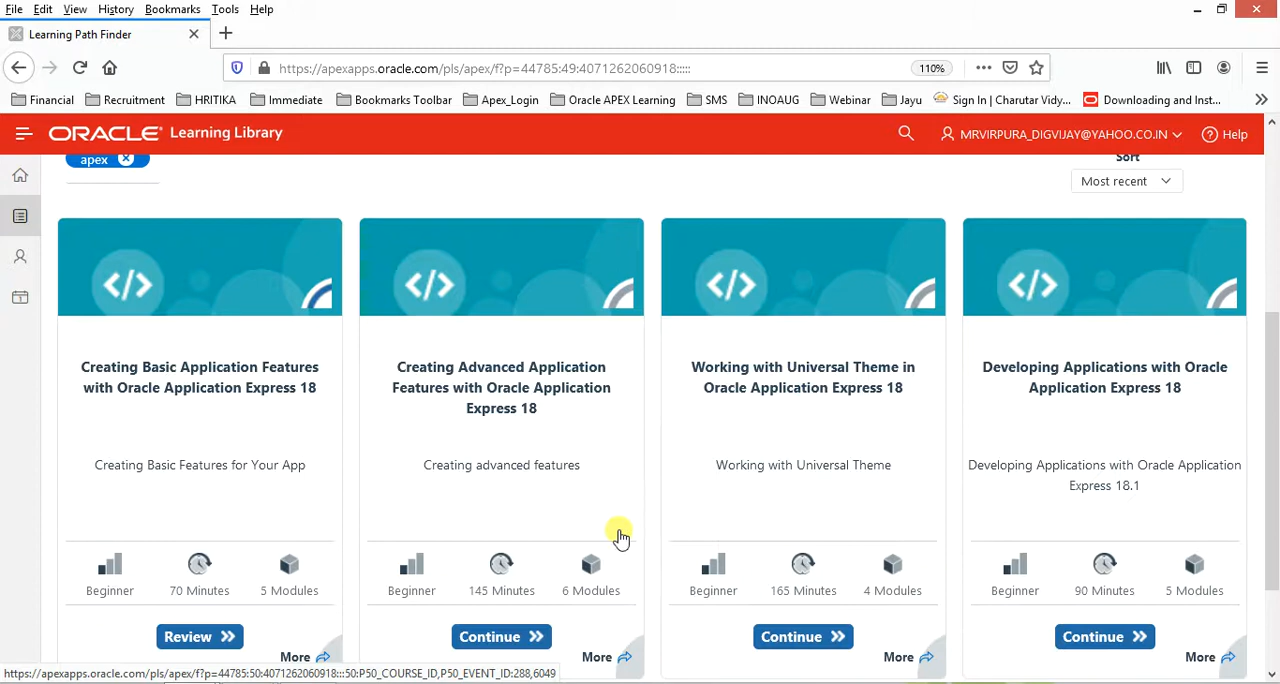 File Edit View History Bookmarks Tools Help
Learning Path Finder
https://apexapps.oracle.com/pls/apex/f?p=44785:49:4071262060918:::::
110%
Financial Recruitment HRITIKA Immediate Bookmarks Toolbar Apex_Login Oracle APEX Learning SMS INOAUG Webinar Jayu Sign In | Charutar Vidy... Downloading and Inst...
ORACLE Learning Library
MRVIRPURA_DIGVIJAY@YAHOO.CO.IN Help
apex
Sort
Most recent
Creating Basic Application Features
with Oracle Application Express 18
Creating Basic Features for Your App
Beginner 70 Minutes 5 Modules
Review
More
Creating Advanced Application
Features with Oracle Application
Express 18
Creating advanced features
Beginner 145 Minutes 6 Modules
Continue
More
Working with Universal Theme in
Oracle Application Express 18
Working with Universal Theme
Beginner 165 Minutes 4 Modules
Continue
More
Developing Applications with Oracle
Application Express 18
Developing Applications with Oracle Application
Express 18.1
Beginner 90 Minutes 5 Modules
Continue
More
https://apexapps.oracle.com/pls/apex/f?p=44785:50:4071262060918:::50:P50_COURSE_ID,P50_EVENT_ID:288,6049